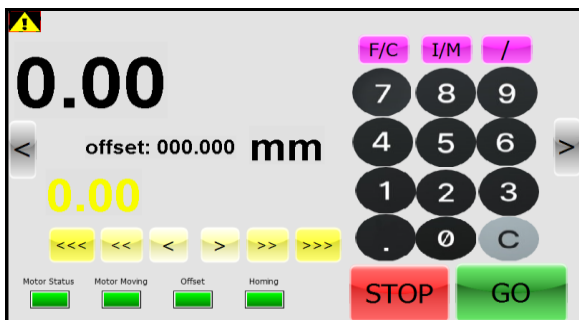 !
F/C I/M /
0.00
7 8 9
< offset: 000.000 mm 4 5 6 >
0.00
1 2 3
<<< << < > >> >>>
. 0 C
Motor Status Motor Moving Offset Homing
STOP GO